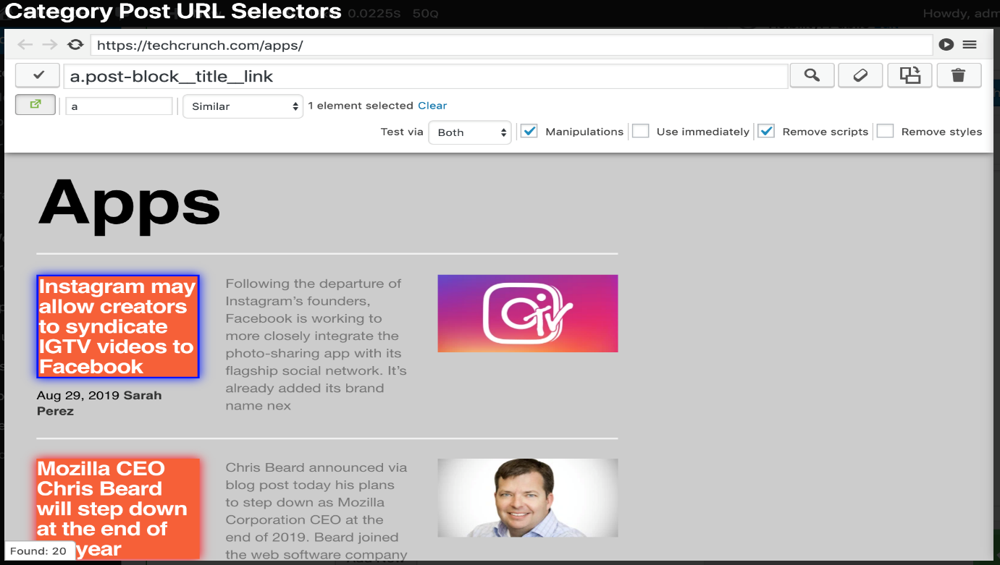 Category Post URL Selectors
0.0225s 50Q
Howdy, adm
https://techcrunch.com/apps/
a.post-block__title__link
a Similar 1 element selected Clear
Test via Both Manipulations Use immediately Remove scripts Remove styles
Apps
Instagram may
allow creators
to syndicate
IGTV videos to
Facebook
Aug 29, 2019 Sarah
Perez
Following the departure of
Instagram’s founders,
Facebook is working to
more closely integrate the
photo-sharing app with its
flagship social network. It’s
already added its brand
name nex
Mozilla CEO
Chris Beard
will step down
at the end of
year
Chris Beard announced via
blog post today his plans
to step down as Mozilla
Corporation CEO at the
end of 2019. Beard joined
the web software company
Found: 20